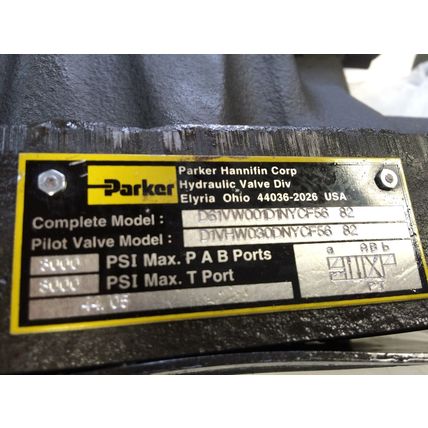 Parker
Parker Hannifin Corp
Hydraulic Valve Div
Elyria Ohio 44036-2026 USA
Complete Model : D61VW001D1NYCF56 82
Pilot Valve Model : D1VHW030DNYCF56 82
3000 PSI Max. P A B Ports
3000 PSI Max. T Port
a A B b